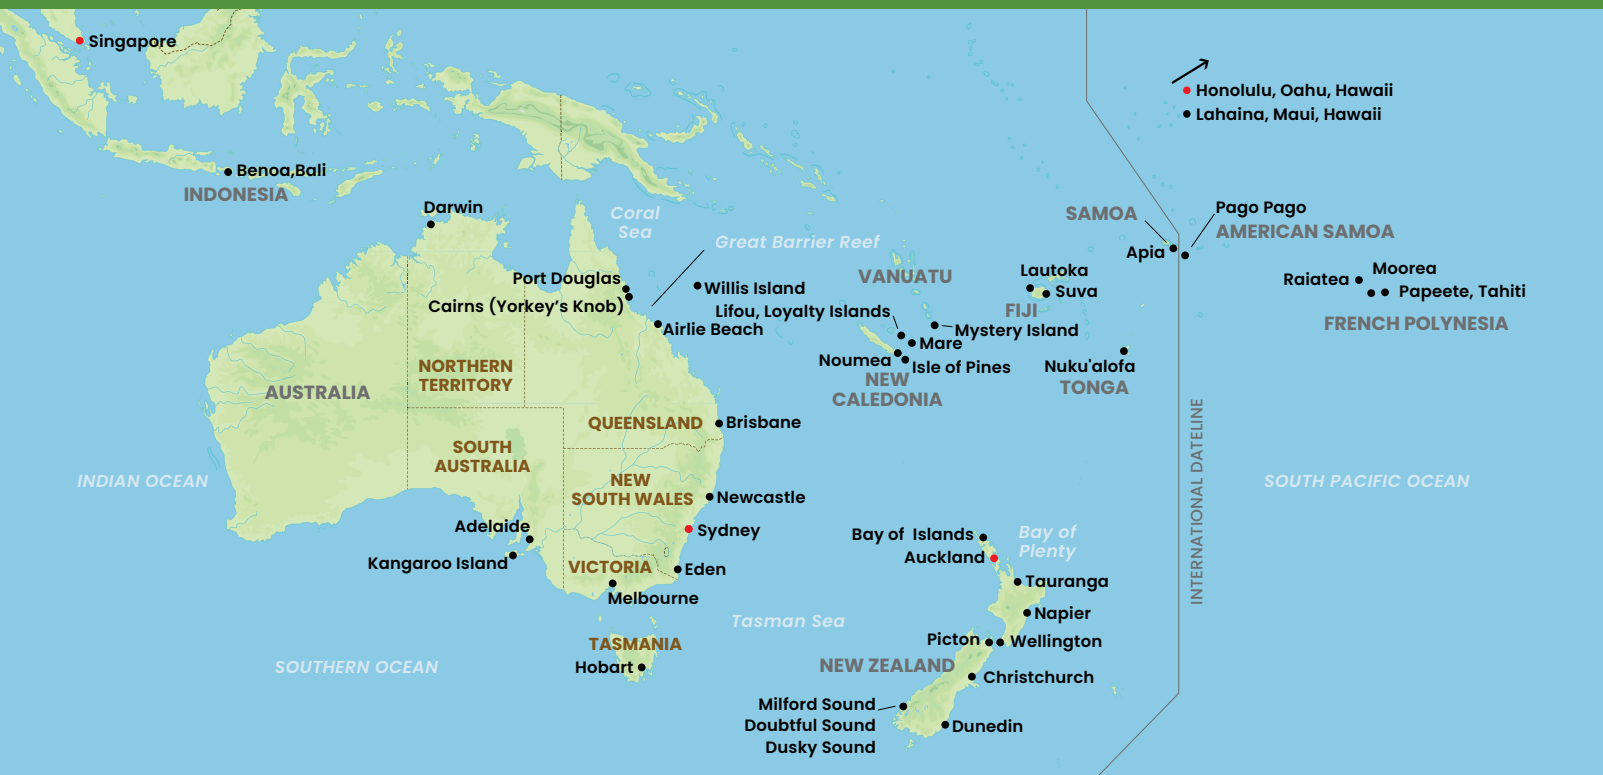 Singapore
Honolulu, Oahu, Hawaii
Lahaina, Maui, Hawaii
Benoa,Bali
INDONESIA
Darwin
Coral
Sea
Great Barrier Reef
SAMOA
Pago Pago
AMERICAN SAMOA
Apia
Port Douglas
Cairns (Yorkey's Knob)
Willis Island
VANUATU
Lautoka
Suva
FIJI
Raiatea
Moorea
Papeete, Tahiti
FRENCH POLYNESIA
Lifou, Loyalty Islands
Airlie Beach
Mystery Island
Mare
Noumea
Isle of Pines
NEW
CALEDONIA
Nuku'alofa
TONGA
NORTHERN
TERRITORY
AUSTRALIA
QUEENSLAND
Brisbane
SOUTH
AUSTRALIA
INDIAN OCEAN
NEW
SOUTH WALES
Newcastle
INTERNATIONAL DATELINE
SOUTH PACIFIC OCEAN
Adelaide
Sydney
Kangaroo Island
VICTORIA
Eden
Melbourne
Bay of Islands
Auckland
Bay of
Plenty
Tauranga
Napier
Tasman Sea
TASMANIA
Hobart
SOUTHERN OCEAN
Picton
Wellington
NEW ZEALAND
Christchurch
Milford Sound
Doubtful Sound
Dusky Sound
Dunedin